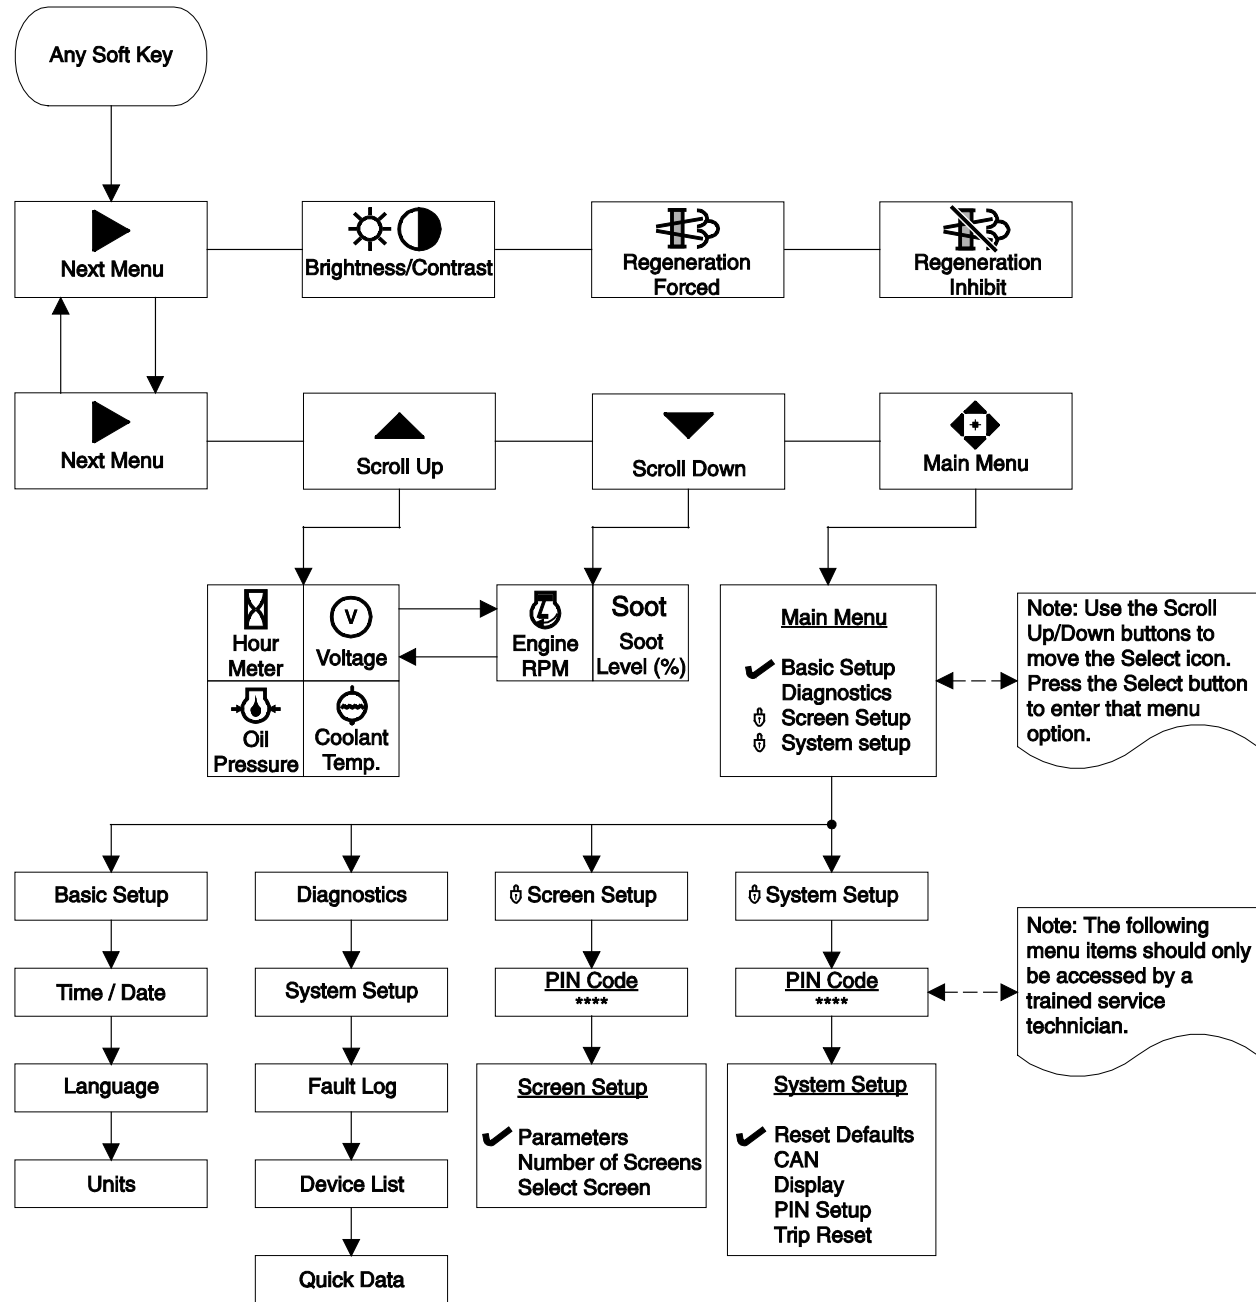 Any Soft Key
Next Menu
Brightness/Contrast
Regeneration
Forced
Regeneration
Inhibit
Next Menu
Scroll Up
Scroll Down
Main Menu
Hour
Meter
V
Voltage
Oil
Pressure
Coolant
Temp.
Engine
RPM
Soot
Soot
Level (%)
Main Menu
Basic Setup
Diagnostics
Screen Setup
System setup
Note: Use the Scroll
Up/Down buttons to
move the Select icon.
Press the Select button
to enter that menu
option.
Basic Setup
Time / Date
Language
Units
Diagnostics
System Setup
Fault Log
Device List
Quick Data
Screen Setup
PIN Code
****
Screen Setup
Parameters
Number of Screens
Select Screen
System Setup
PIN Code
****
System Setup
Reset Defaults
CAN
Display
PIN Setup
Trip Reset
Note: The following
menu items should only
be accessed by a
trained service
technician.